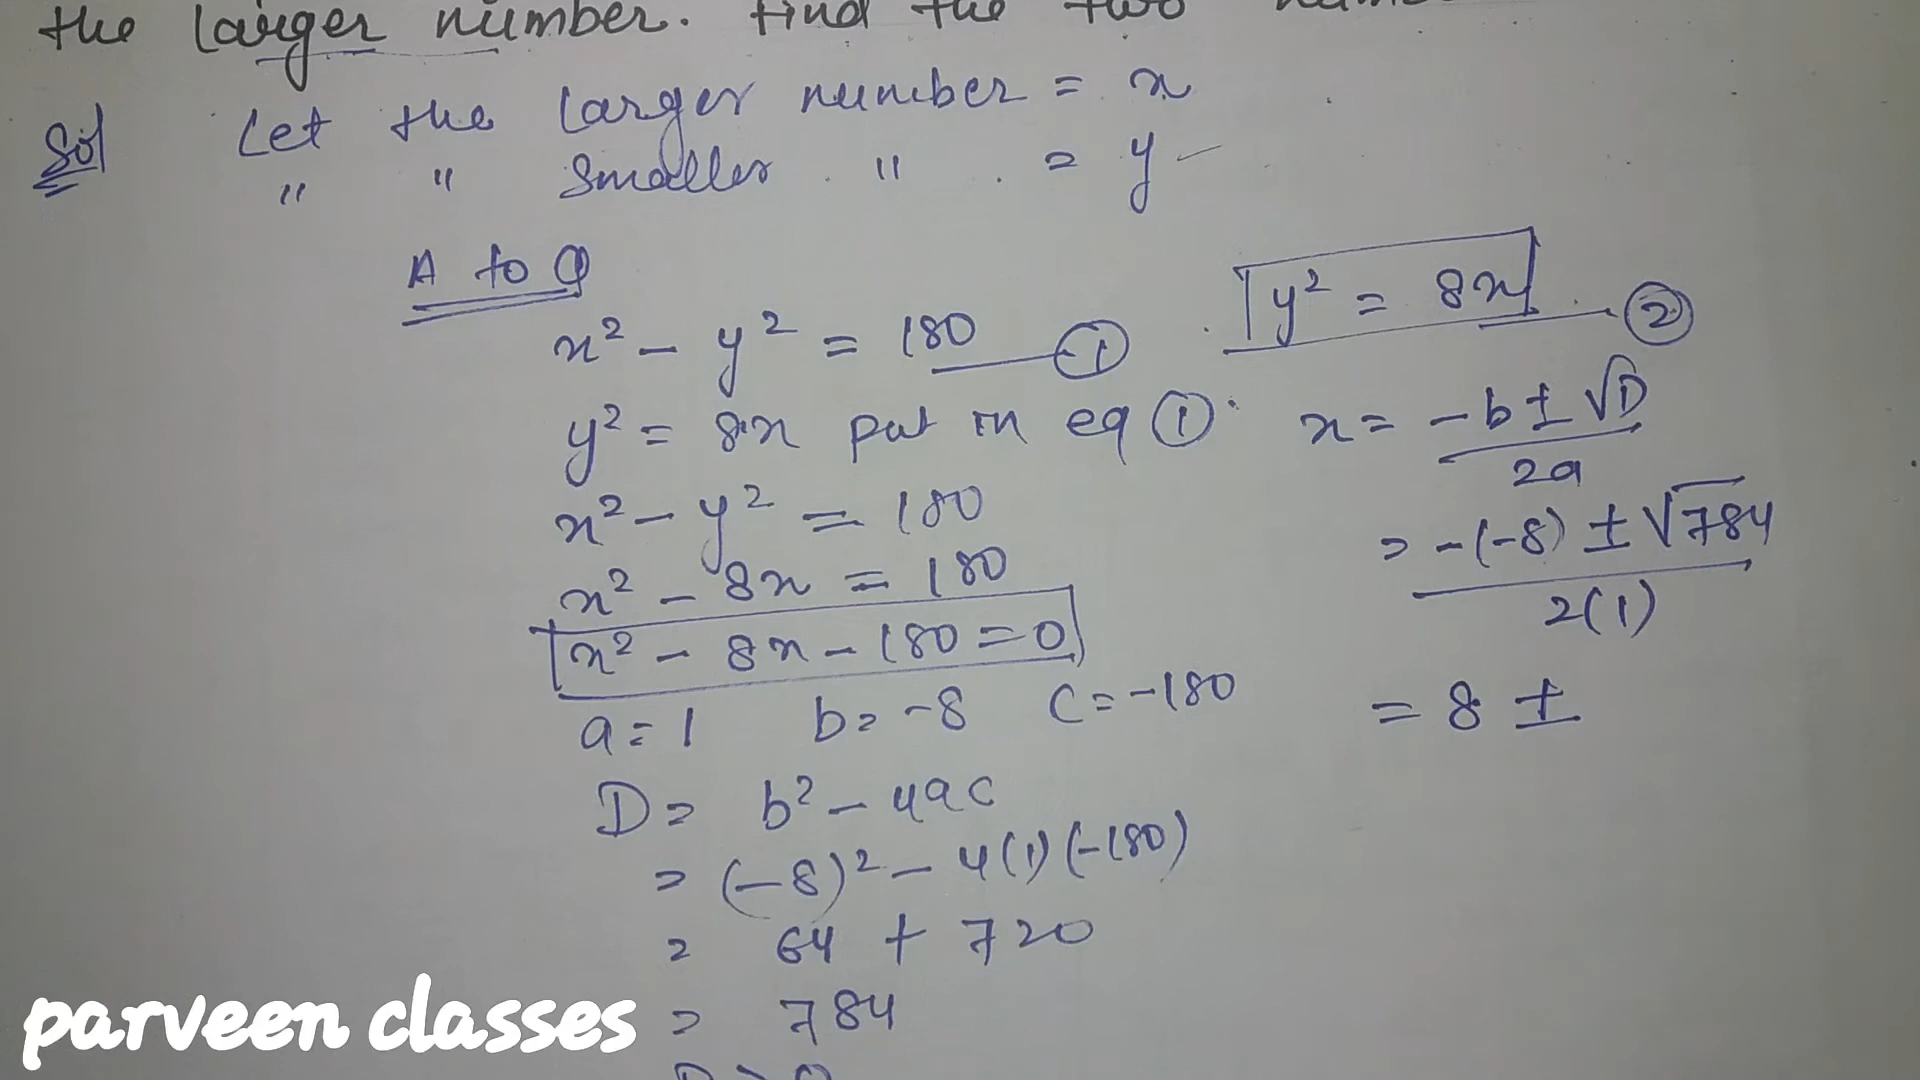 the larger number. Find the two
Sol Let the larger number = x
" " Smaller " = y
A to Q
x² - y² = 180 ①
y² = 8x put in eq ①
x² - y² = 180
x² - 8x = 180
x² - 8x - 180 = 0
a = 1 b = -8 c = -180
D = b² - 4ac
= (-8)² - 4(1)(-180)
= 64 + 720
= 784
y² = 8x ②
x = -b ± √D
2a
= -(-8) ± √784
2(1)
= 8 ±
parveen classes